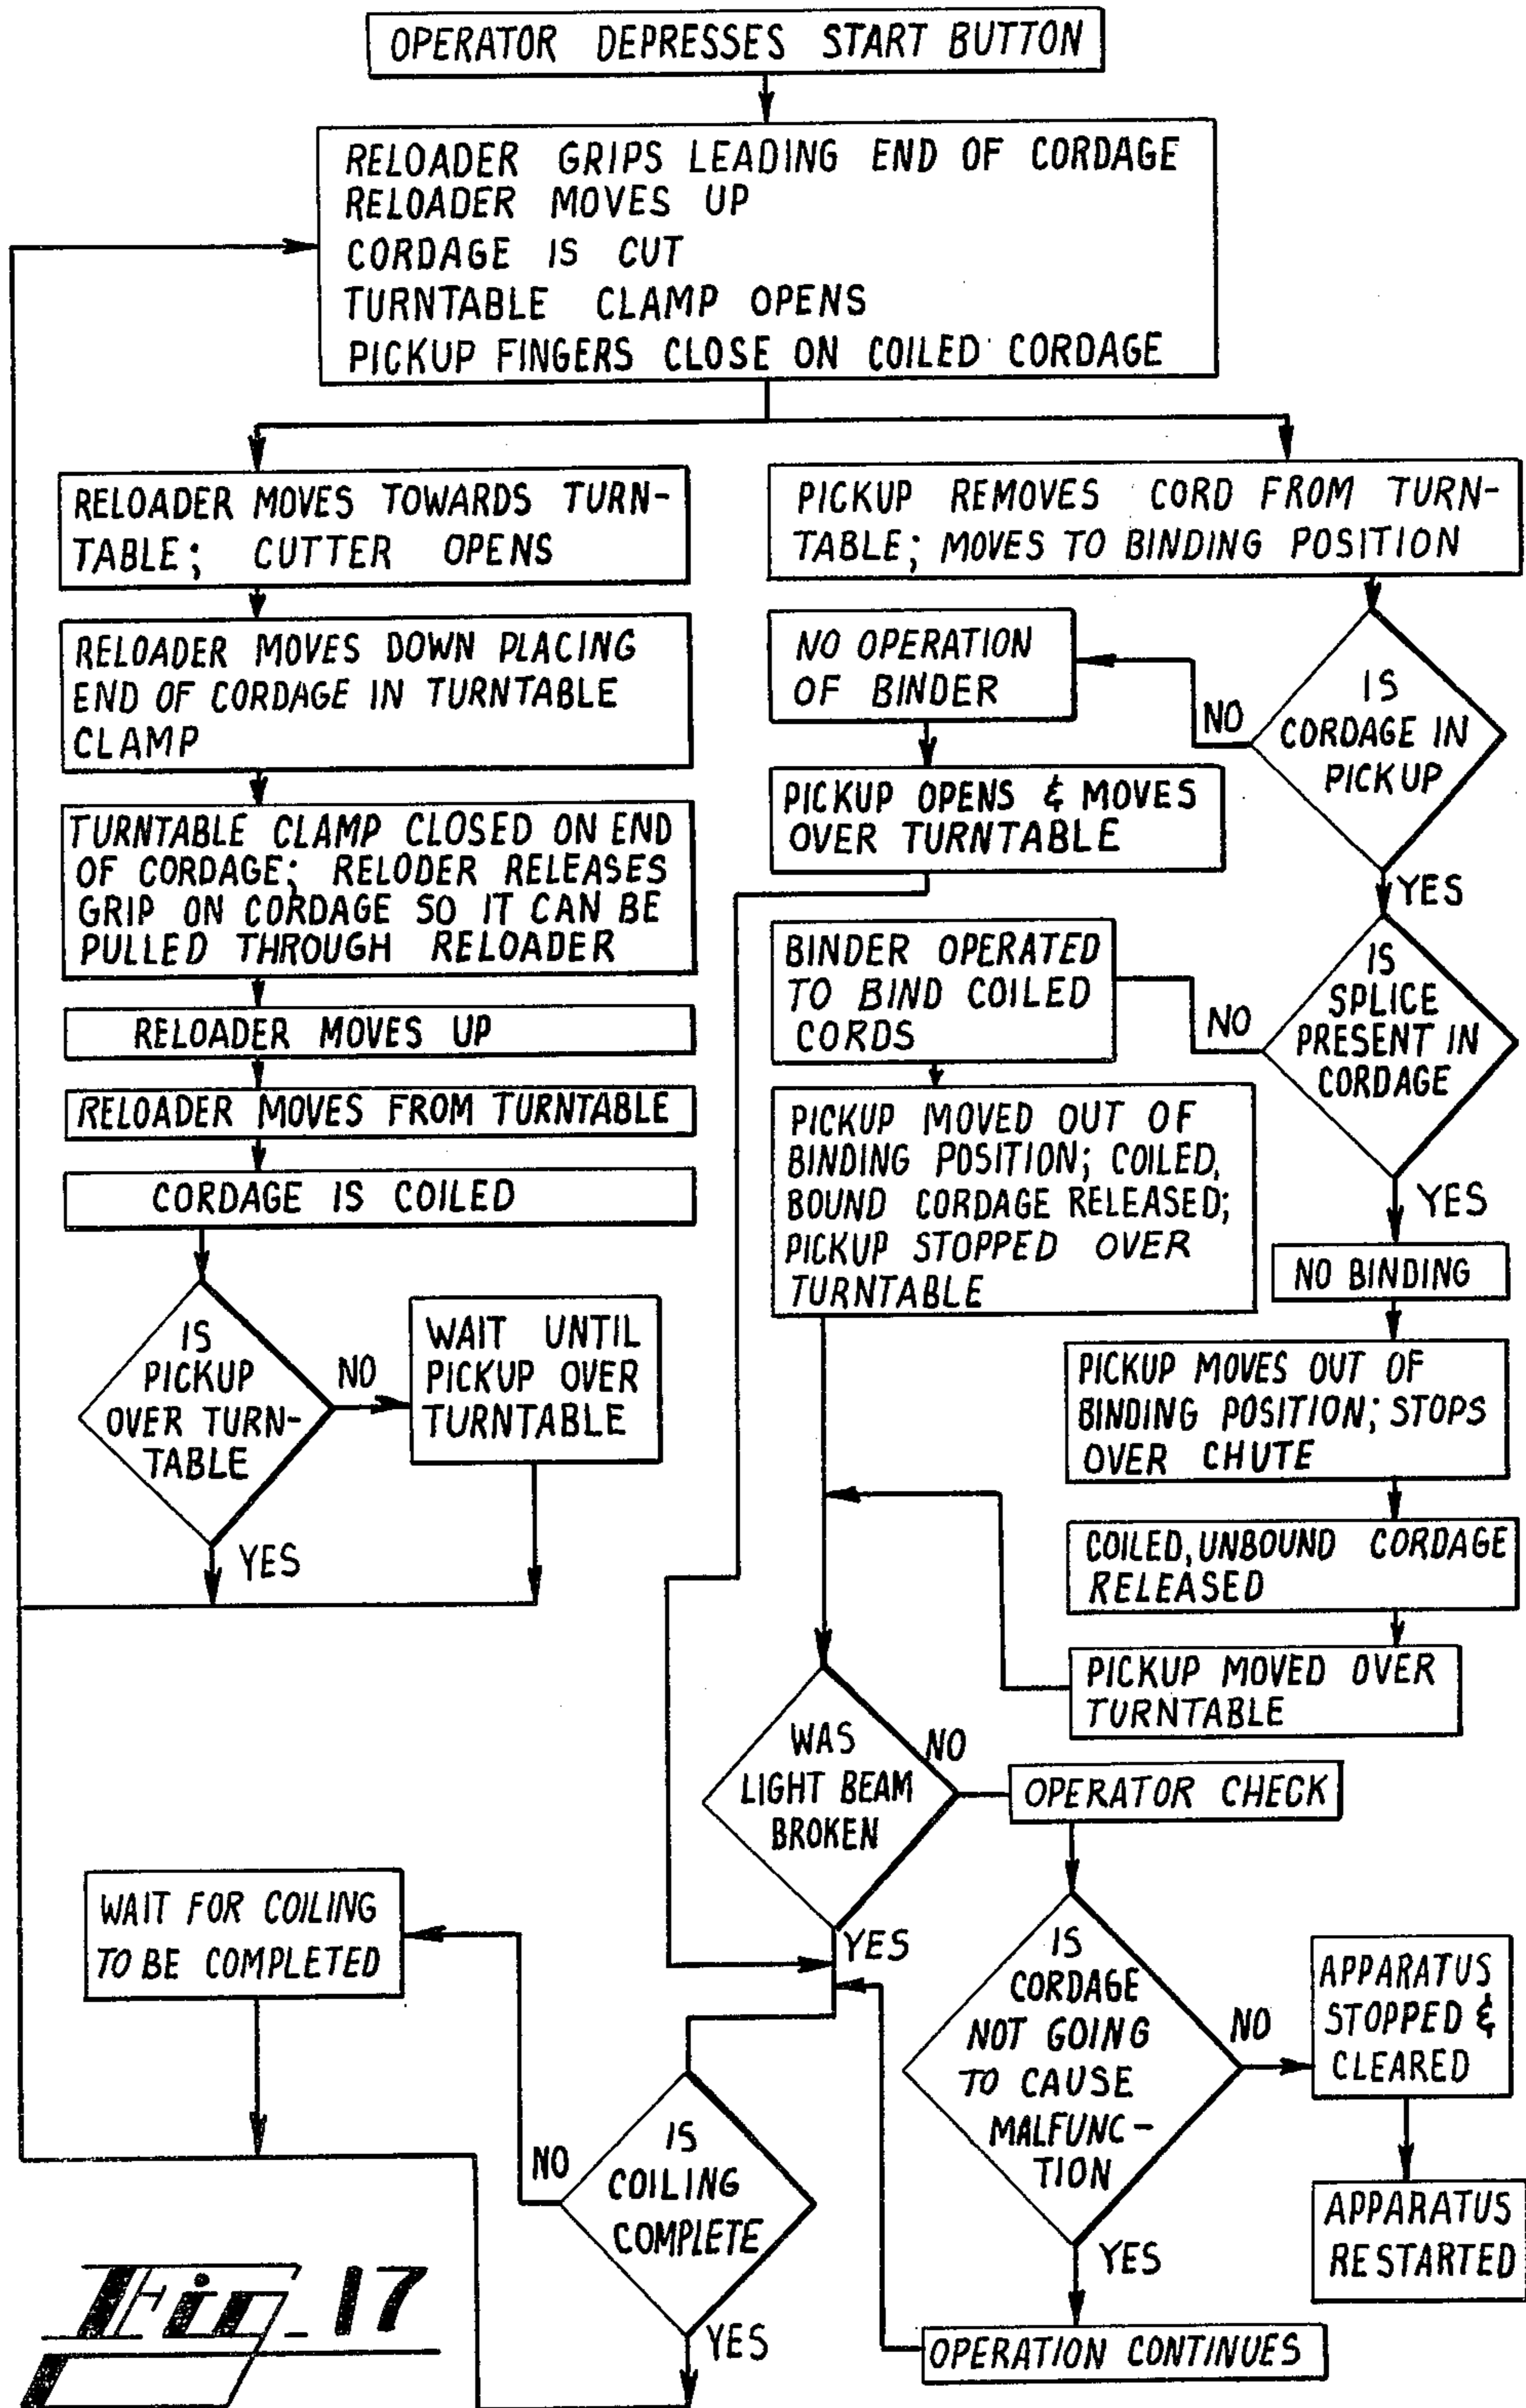 OPERATOR DEPRESSES START BUTTON
RELOADER GRIPS LEADING END OF CORDAGE
RELOADER MOVES UP
CORDAGE IS CUT
TURNTABLE CLAMP OPENS
PICKUP FINGERS CLOSE ON COILED CORDAGE
RELOADER MOVES TOWARDS TURN-
TABLE; CUTTER OPENS
RELOADER MOVES DOWN PLACING
END OF CORDAGE IN TURNTABLE
CLAMP
TURNTABLE CLAMP CLOSED ON END
OF CORDAGE; RELODER RELEASES
GRIP ON CORDAGE SO IT CAN BE
PULLED THROUGH RELOADER
RELOADER MOVES UP
RELOADER MOVES FROM TURNTABLE
CORDAGE IS COILED
IS
PICKUP
OVER TURN-
TABLE
NO
WAIT UNTIL
PICKUP OVER
TURNTABLE
YES
PICKUP REMOVES CORD FROM TURN-
TABLE; MOVES TO BINDING POSITION
IS
CORDAGE IN
PICKUP
NO
NO OPERATION
OF BINDER
PICKUP OPENS & MOVES
OVER TURNTABLE
YES
IS
SPLICE
PRESENT IN
CORDAGE
NO
BINDER OPERATED
TO BIND COILED
CORDS
PICKUP MOVED OUT OF
BINDING POSITION; COILED,
BOUND CORDAGE RELEASED;
PICKUP STOPPED OVER
TURNTABLE
YES
NO BINDING
PICKUP MOVES OUT OF
BINDING POSITION; STOPS
OVER CHUTE
COILED, UNBOUND CORDAGE
RELEASED
PICKUP MOVED OVER
TURNTABLE
WAS
LIGHT BEAM
BROKEN
NO
OPERATOR CHECK
YES
IS
CORDAGE
NOT GOING
TO CAUSE
MALFUNC-
TION
NO
APPARATUS
STOPPED &
CLEARED
APPARATUS
RESTARTED
YES
OPERATION CONTINUES
IS
COILING
COMPLETE
NO
WAIT FOR COILING
TO BE COMPLETED
YES
Fig_17